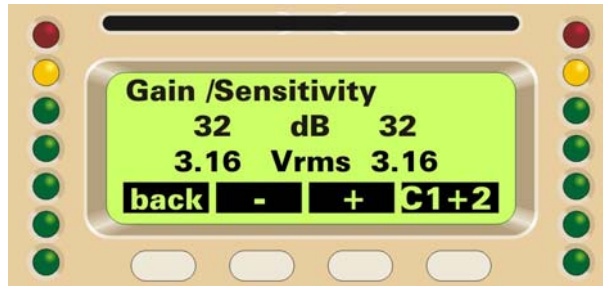 Gain /Sensitivity
32 dB 32
3.16 Vrms 3.16
back - + C1+2